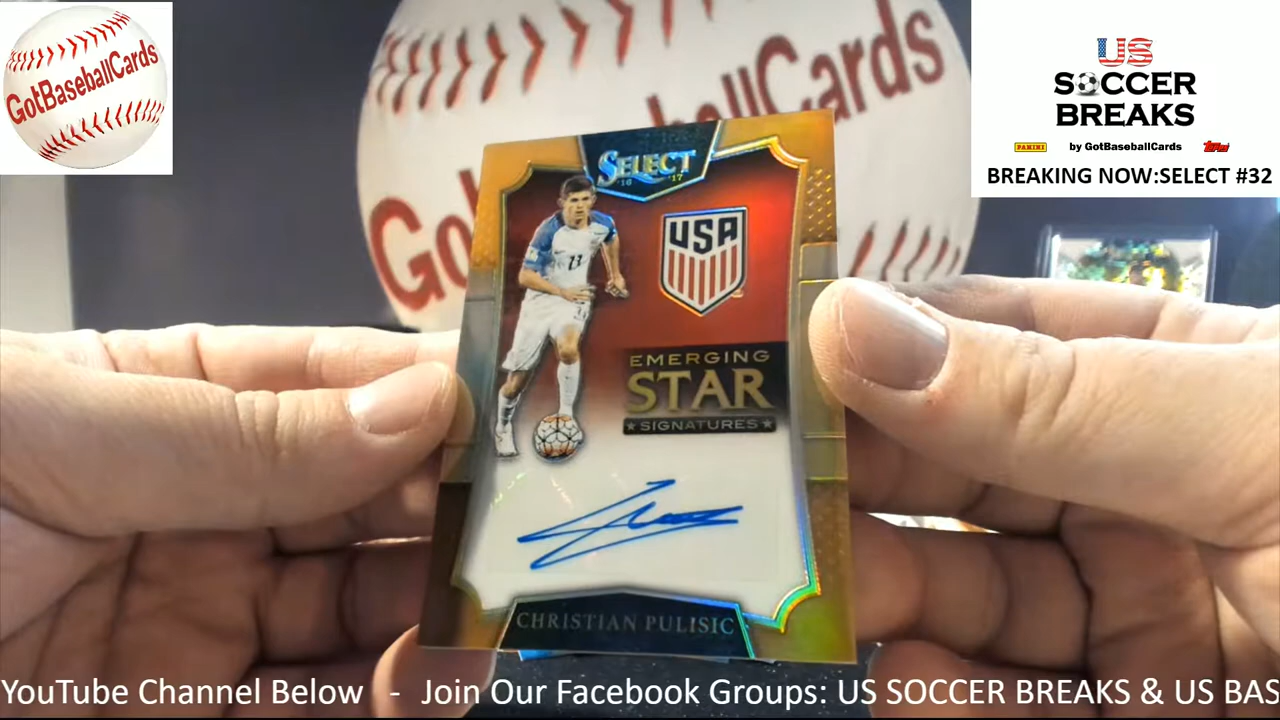 GotBaseballCards
US
SOCCER
BREAKS
PANINI by GotBaseballCards Topps
BREAKING NOW:SELECT #32
SELECT
16 17
USA
13
EMERGING
STAR
★ SIGNATURES ★
CHRISTIAN PULISIC
YouTube Channel Below - Join Our Facebook Groups: US SOCCER BREAKS & US BAS